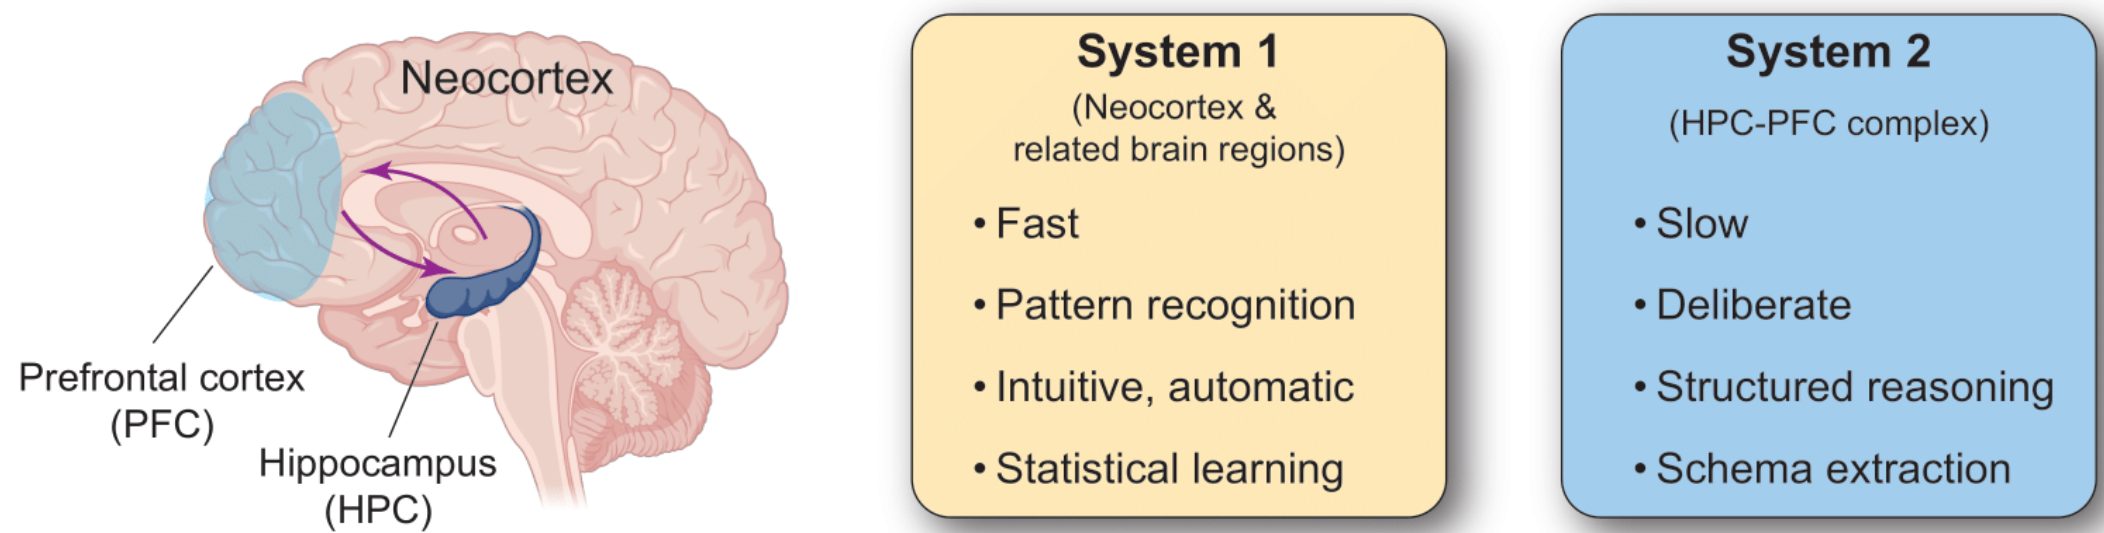 Neocortex
Prefrontal cortex
(PFC)
Hippocampus
(HPC)
System 1
(Neocortex &
related brain regions)
• Fast
• Pattern recognition
• Intuitive, automatic
• Statistical learning
System 2
(HPC-PFC complex)
• Slow
• Deliberate
• Structured reasoning
• Schema extraction